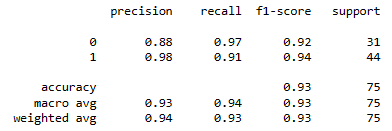 precision recall f1-score support
0 0.88 0.97 0.92 31
1 0.98 0.91 0.94 44
accuracy 0.93 75
macro avg 0.93 0.94 0.93 75
weighted avg 0.94 0.93 0.93 75